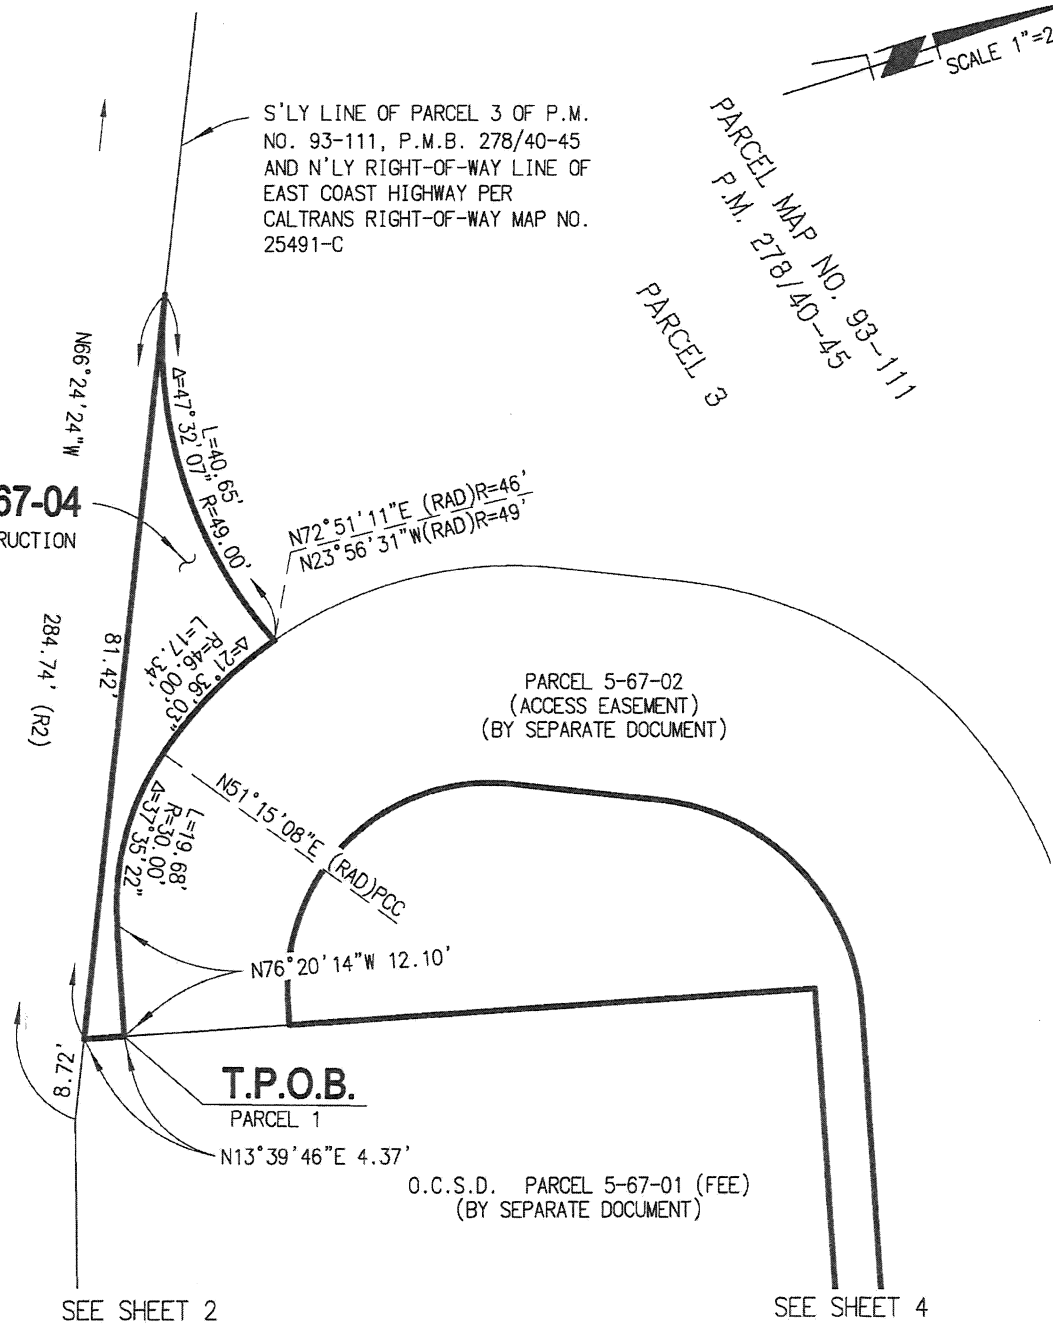 SCALE 1"=2
S'LY LINE OF PARCEL 3 OF P.M.
NO. 93-111, P.M.B. 278/40-45
AND N'LY RIGHT-OF-WAY LINE OF
EAST COAST HIGHWAY PER
CALTRANS RIGHT-OF-WAY MAP NO.
25491-C
PARCEL MAP NO. 93-111
P.M. 278/40-45
PARCEL 3
N66°24'24"W
284.74' (R2)
67-04
RUCTION
L=40.65'
Δ=47°32'07" R=49.00'
N72°51'11"E (RAD)R=46'
N23°56'31"W(RAD)R=49'
81.42'
Δ=21°36'03"
R=46.00'
L=17.34'
PARCEL 5-67-02
(ACCESS EASEMENT)
(BY SEPARATE DOCUMENT)
N51°15'08"E (RAD)PCC
L=19.68'
R=30.00'
Δ=37°35'22"
N76°20'14"W 12.10'
8.72'
T.P.O.B.
PARCEL 1
N13°39'46"E 4.37'
O.C.S.D. PARCEL 5-67-01 (FEE)
(BY SEPARATE DOCUMENT)
SEE SHEET 2
SEE SHEET 4